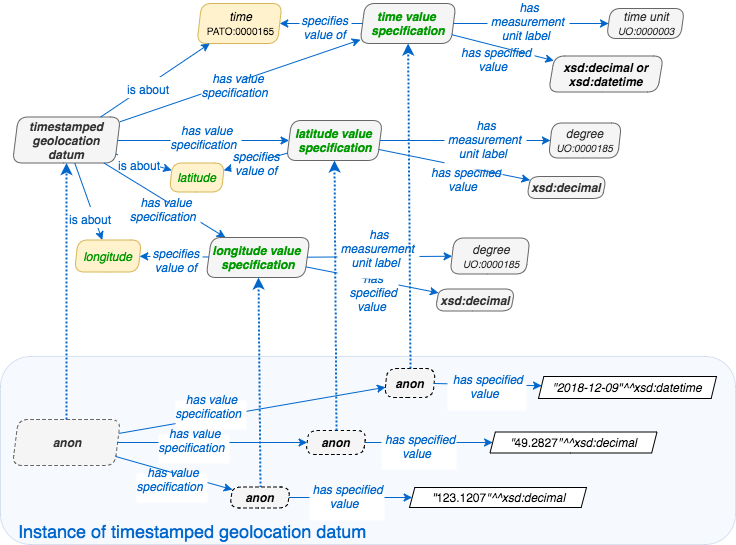 time
PATO:0000165
specifies
value of
time value
specification
has
measurement
unit label
time unit
UO:0000003
has specified
value
xsd:decimal or
xsd:datetime
is about
has value
specification
timestamped
geolocation
datum
has value
specification
latitude value
specification
has
measurement
unit label
degree
UO:0000185
is about
latitude
specifies
value of
has specified
value
xsd:decimal
has value
specification
is about
longitude
specifies
value of
longitude value
specification
has
measurement
unit label
degree
UO:0000185
has
specified
value
xsd:decimal
anon
has specified
value
"2018-12-09"^^xsd:datetime
has value
specification
anon
has value
specification
anon
has specified
value
"49.2827"^^xsd:decimal
has value
specification
anon
has specified
value
"123.1207"^^xsd:decimal
Instance of timestamped geolocation datum